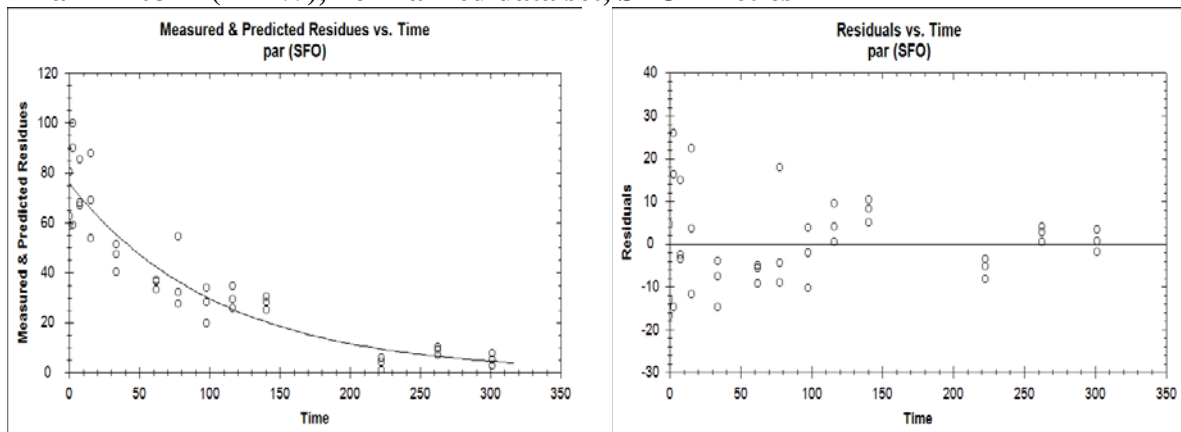 Measured & Predicted Residues vs. Time
par (SFO)
Measured & Predicted Residues
120
100
80
60
40
20
0
0 50 100 150 200 250 300 350
Time
Residuals vs. Time
par (SFO)
Residuals
40
30
20
10
0
-10
-20
-30
0 50 100 150 200 250 300 350
Time